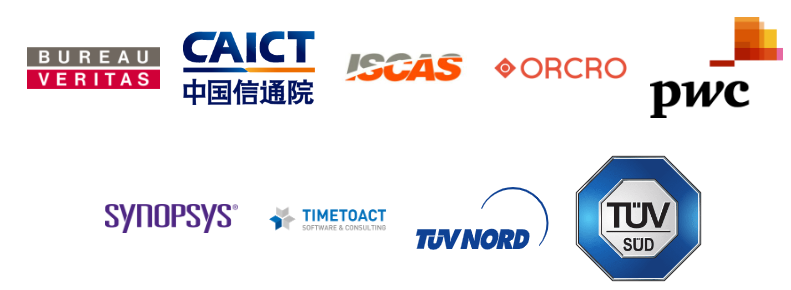 BUREAU
VERITAS
CAICT
中国信通院
ISCAS
ORCRO
pwc
SYNOPSYS®
TIMETOACT
SOFTWARE & CONSULTING
TÜV NORD
TÜV
SÜD